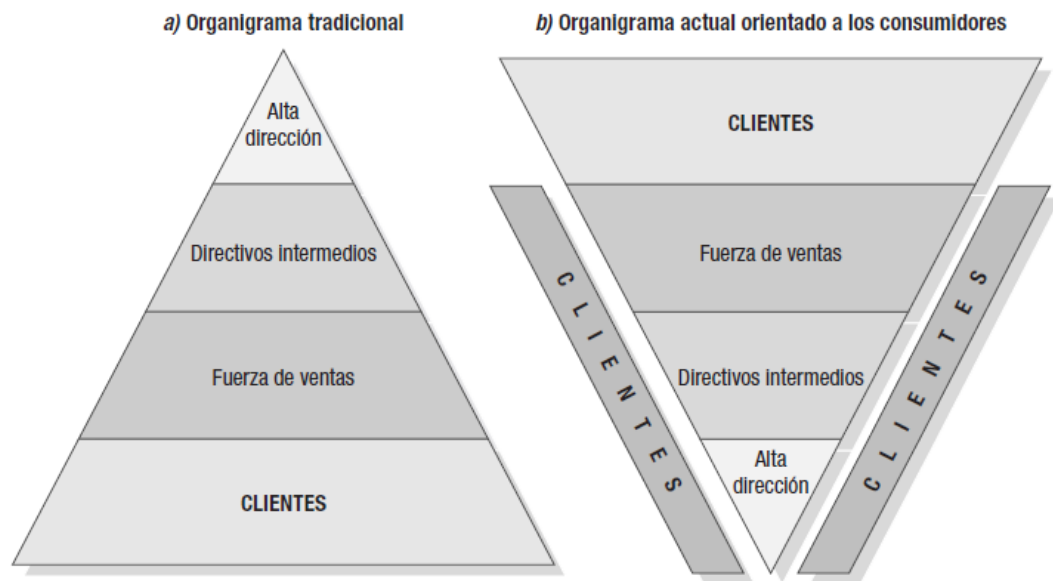 a) Organigrama tradicional
Alta
dirección
Directivos intermedios
Fuerza de ventas
CLIENTES
b) Organigrama actual orientado a los consumidores
CLIENTES
Fuerza de ventas
Directivos intermedios
Alta
dirección
CLIENTES
CLIENTES